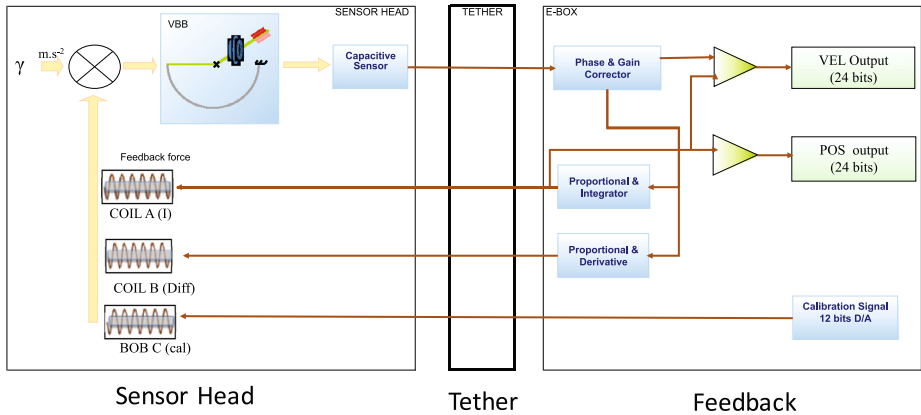 SENSOR HEAD
TETHER
E-BOX
VBB
γ
m.s⁻²
Capacitive
Sensor
Phase & Gain
Corrector
VEL Output
(24 bits)
POS output
(24 bits)
Feedback force
COIL A (I)
Proportional &
Integrator
COIL B (Diff)
Proportional &
Derivative
BOB C (cal)
Calibration Signal
12 bits D/A
Sensor Head
Tether
Feedback